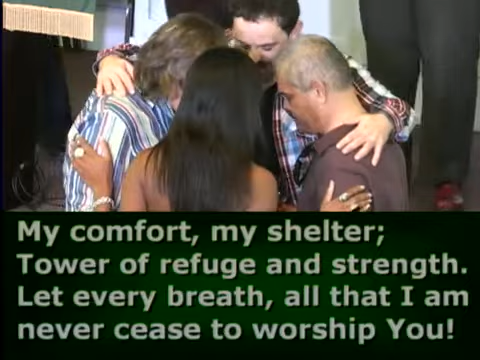 My comfort, my shelter;
Tower of refuge and strength.
Let every breath, all that I am
never cease to worship You!